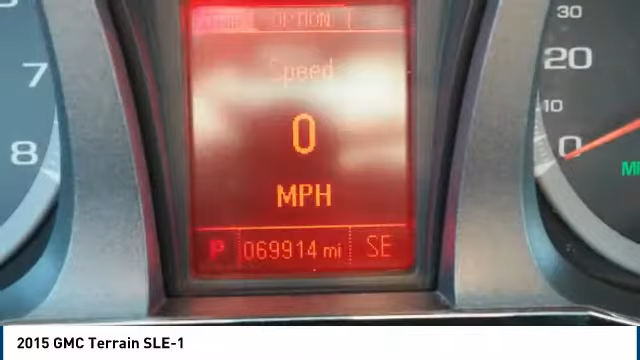 OPTION
Speed
0
MPH
P 069914 mi SE
7
8
30
20
10
0
2015 GMC Terrain SLE-1